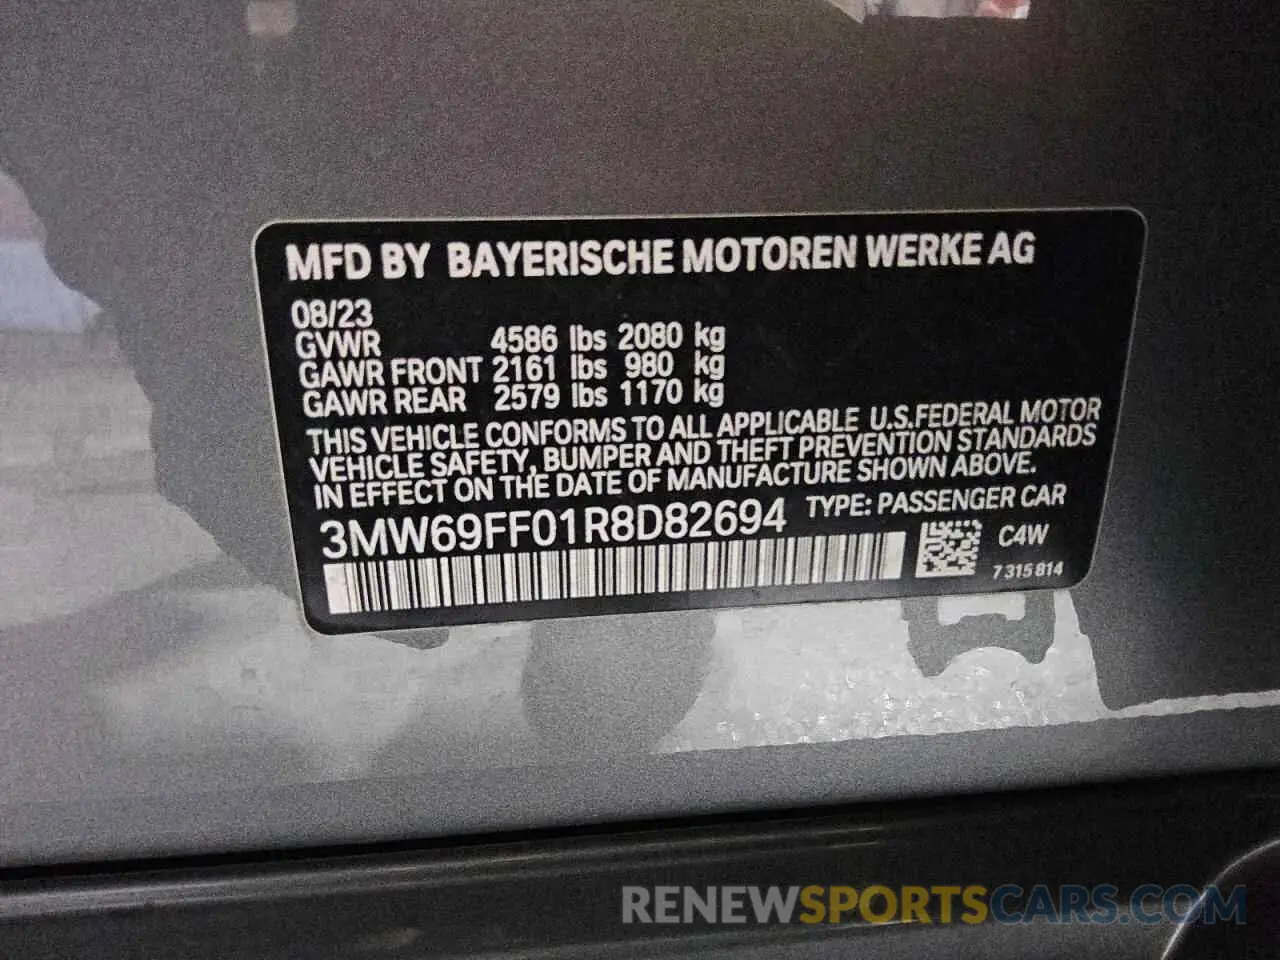 MFD BY BAYERISCHE MOTOREN WERKE AG
08/23
GVWR 4586 lbs 2080 kg
GAWR FRONT 2161 lbs 980 kg
GAWR REAR 2579 lbs 1170 kg
THIS VEHICLE CONFORMS TO ALL APPLICABLE U.S.FEDERAL MOTOR
VEHICLE SAFETY, BUMPER AND THEFT PREVENTION STANDARDS
IN EFFECT ON THE DATE OF MANUFACTURE SHOWN ABOVE.
3MW69FF01R8D82694 TYPE: PASSENGER CAR
C4W
7 315 814
RENEWSPORTSCARS.COM